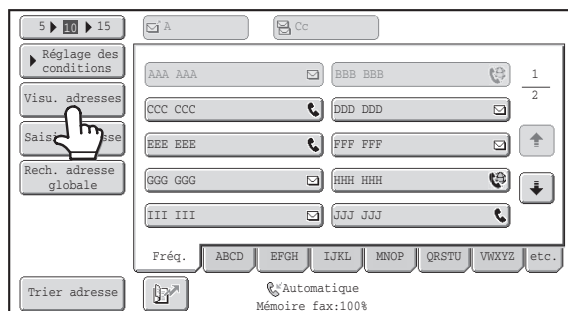 5 10 15
À
Cc
Réglage des
conditions
AAA AAA
BBB BBB
1
2
Visu. adresses
CCC CCC
DDD DDD
EEE EEE
FFF FFF
Rech. adresse
globale
GGG GGG
HHH HHH
III III
JJJ JJJ
Fréq.
ABCD
EFGH
IJKL
MNOP
QRSTU
VWXYZ
etc.
Trier adresse
Automatique
Mémoire fax:100%